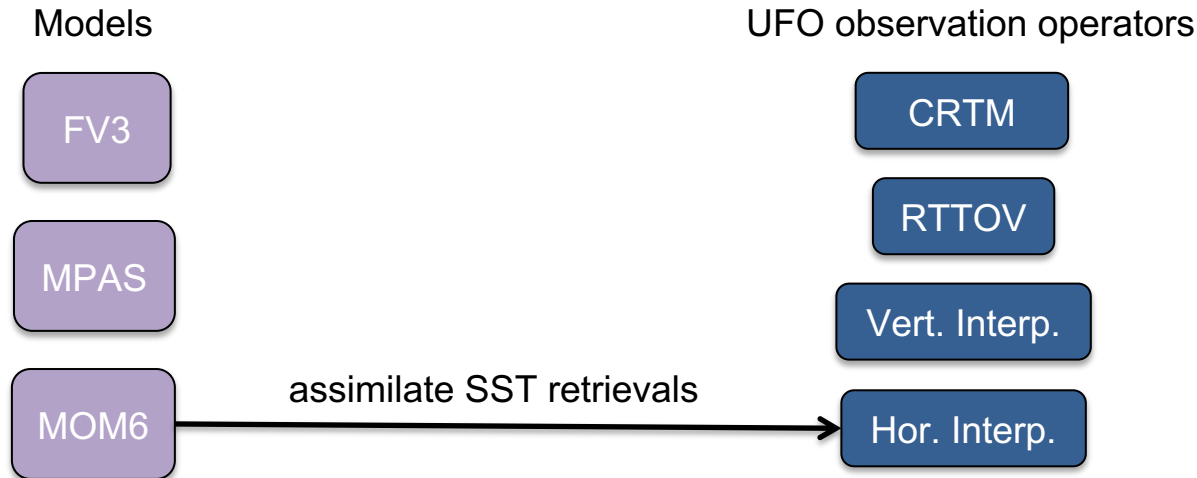 Models
UFO observation operators
FV3
CRTM
RTTOV
MPAS
Vert. Interp.
MOM6
assimilate SST retrievals
Hor. Interp.